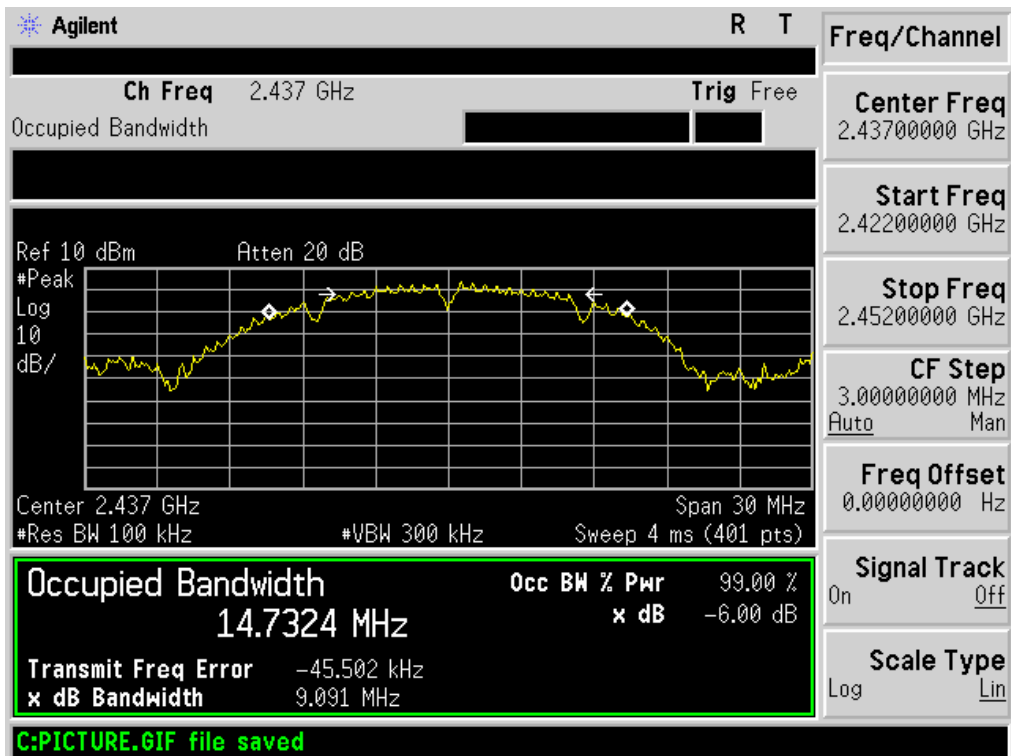 Agilent R T
Ch Freq 2.437 GHz Trig Free
Occupied Bandwidth
Ref 10 dBm Atten 20 dB
#Peak
Log
10
dB/
Center 2.437 GHz Span 30 MHz
#Res BW 100 kHz #VBW 300 kHz Sweep 4 ms (401 pts)
Occupied Bandwidth Occ BW % Pwr 99.00 %
14.7324 MHz x dB -6.00 dB
Transmit Freq Error -45.502 kHz
x dB Bandwidth 9.091 MHz
C:PICTURE.GIF file saved
Freq/Channel
Center Freq
2.43700000 GHz
Start Freq
2.42200000 GHz
Stop Freq
2.45200000 GHz
CF Step
3.00000000 MHz
Auto Man
Freq Offset
0.00000000 Hz
Signal Track
On Off
Scale Type
Log Lin